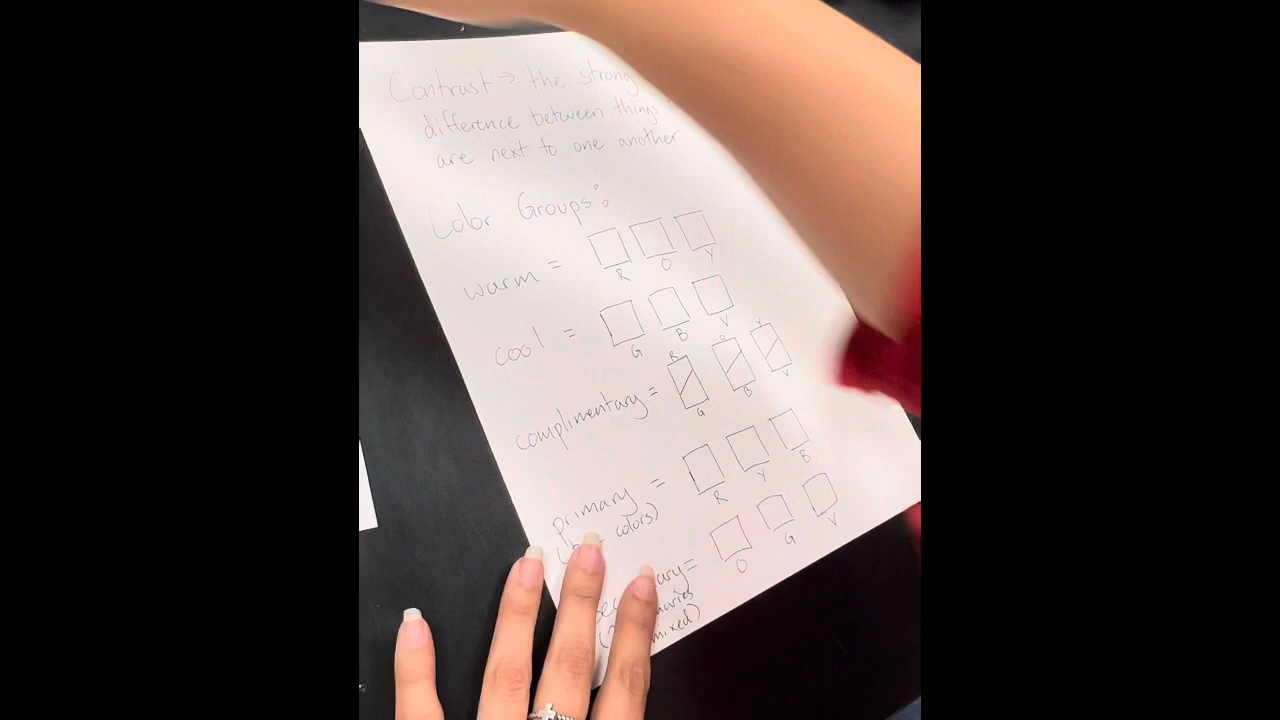 Contrast → the strong
difference between things
are next to one another
Color Groups:
warm =
R O Y
cool =
G B V
complimentary =
R O Y
G B V
primary =
R Y B
colors)
ary=
O G V
mixed)